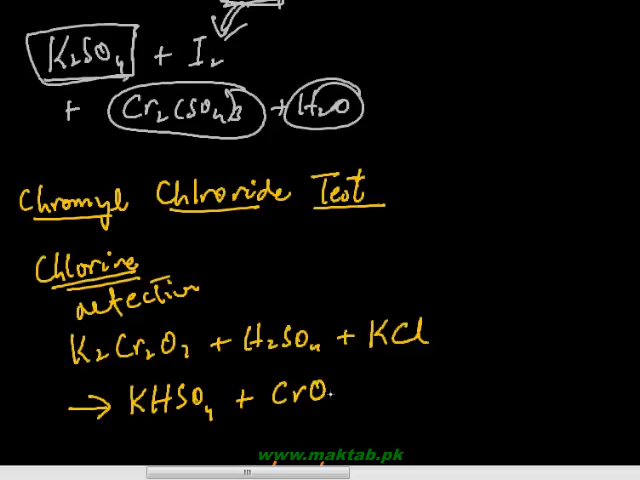 K₂SO₄ + I₂
+ Cr₂(SO₄)₃ + H₂O
Chromyl Chloride Test
Chlorine
detection
K₂Cr₂O₇ + H₂SO₄ + KCl
→ KHSO₄ + CrO
www.maktab.pk